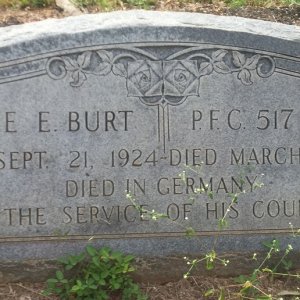 E E. BURT P.F.C. 517
SEPT. 21, 1924 - DIED MARCH
DIED IN GERMANY
THE SERVICE OF HIS COU